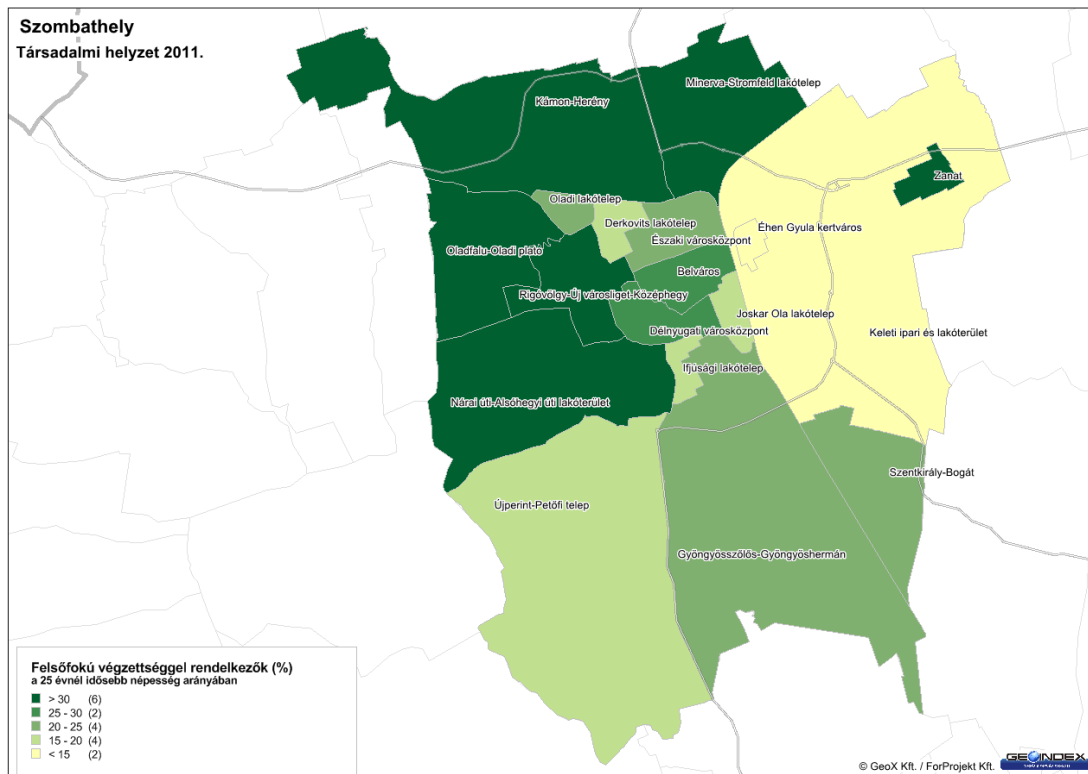 Szombathely
Társadalmi helyzet 2011.
Minerva-Stromfeld lakótelep
Kámon-Herény
Zanat
Oladi lakótelep
Derkovits lakótelep
Éhen Gyula kertváros
Északi városközpont
Oladfalu-Oladi plató
Belváros
Rigóvölgy-Új városliget-Középhegy
Joskar Ola lakótelep
Délnyugati városközpont
Keleti ipari és lakóterület
Ifjúsági lakótelep
Nárai úti-Alsóhegyi úti lakóterület
Szentkirály-Bogát
Újperint-Petőfi telep
Gyöngyösszőlős-Gyöngyöshermán
Felsőfokú végzettséggel rendelkezők (%)
a 25 évnél idősebb népesség arányában
> 30 (6)
25 - 30 (2)
20 - 25 (4)
15 - 20 (4)
< 15 (2)
© GeoX Kft. / ForProjekt Kft.
GEOINDEX